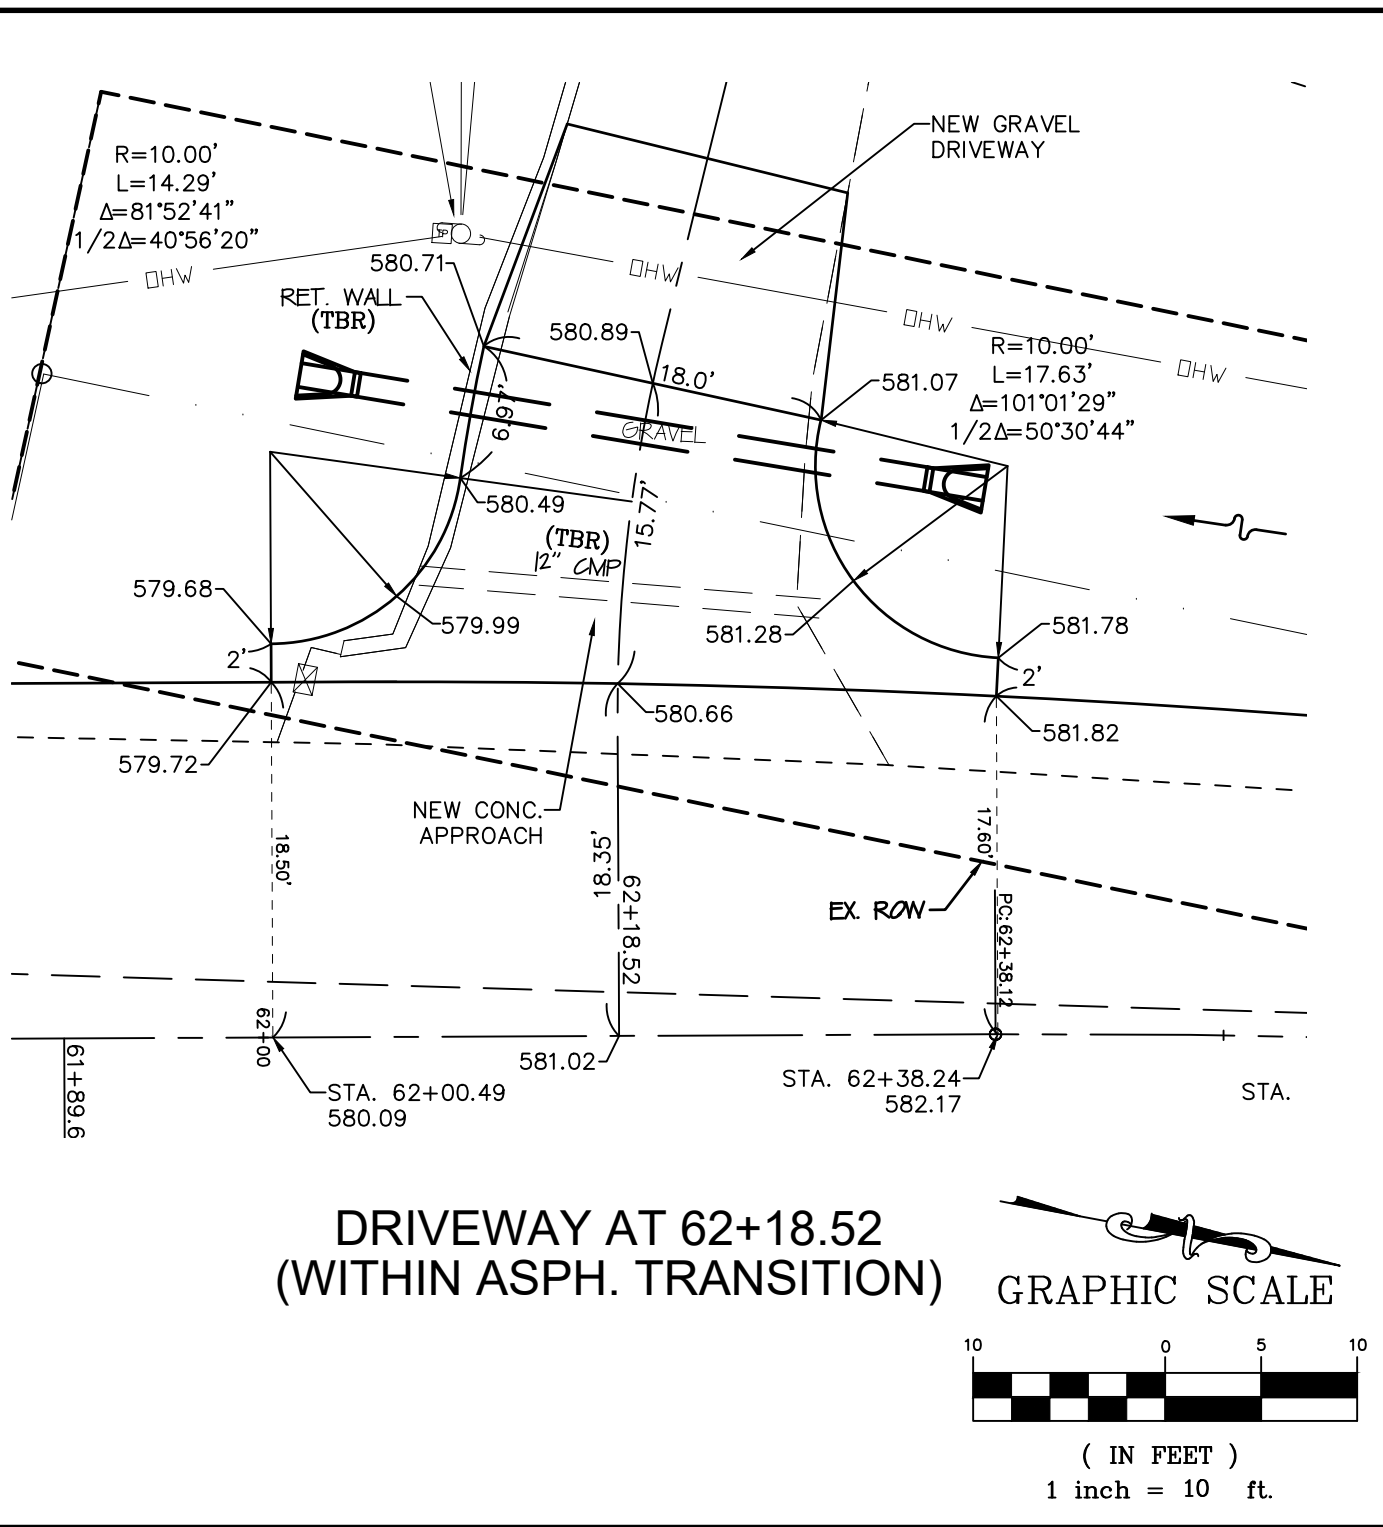 NEW GRAVEL
DRIVEWAY
R=10.00'
L=14.29'
Δ=81°52'41"
1/2Δ=40°56'20"
OHW
580.71
RET. WALL
(TBR)
OHW
580.89
OHW
R=10.00'
L=17.63'
Δ=101°01'29"
1/2Δ=50°30'44"
OHW
18.0'
581.07
6.97'
GRAVEL
580.49
15.77'
(TBR)
12" CMP
579.68
579.99
581.28
581.78
2'
2'
580.66
581.82
579.72
NEW CONC.
APPROACH
18.50'
18.35'
62+18.52
17.60'
EX. ROW
PC: 62+38.12
62+00
61+89.6
581.02
STA. 62+00.49
580.09
STA. 62+38.24
582.17
STA.
DRIVEWAY AT 62+18.52
(WITHIN ASPH. TRANSITION)
GRAPHIC SCALE
10 0 5 10
( IN FEET )
1 inch = 10 ft.